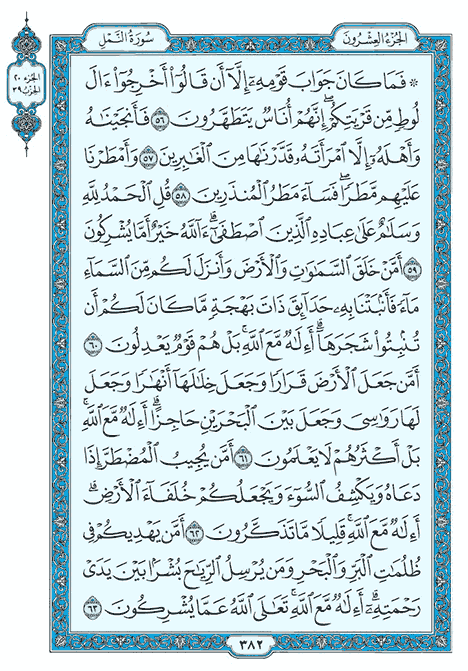 الجُزءُ العِشْرُونَ
سُورَةُ النَّمْلِ
الجزء ٢٠
الحزب ٣٩
۞ فَمَا كَانَ جَوَابَ قَوْمِهِۦٓ إِلَّآ أَن قَالُوٓا۟ أَخْرِجُوٓا۟ ءَالَ
لُوطٍ مِّن قَرْيَتِكُمْ ۖ إِنَّهُمْ أُنَاسٌ يَتَطَهَّرُونَ ٥٦ فَأَنجَيْنَٰهُ
وَأَهْلَهُۥٓ إِلَّا ٱمْرَأَتَهُۥ قَدَّرْنَٰهَا مِنَ ٱلْغَٰبِرِينَ ٥٧ وَأَمْطَرْنَا
عَلَيْهِم مَّطَرًا ۖ فَسَآءَ مَطَرُ ٱلْمُنذَرِينَ ٥٨ قُلِ ٱلْحَمْدُ لِلَّهِ
وَسَلَٰمٌ عَلَىٰ عِبَادِهِ ٱلَّذِينَ ٱصْطَفَىٰٓ ۗ ءَآللَّهُ خَيْرٌ أَمَّا يُشْرِكُونَ
٥٩ أَمَّنْ خَلَقَ ٱلسَّمَٰوَٰتِ وَٱلْأَرْضَ وَأَنزَلَ لَكُم مِّنَ ٱلسَّمَآءِ
مَآءً فَأَنۢبَتْنَا بِهِۦ حَدَآئِقَ ذَاتَ بَهْجَةٍ مَّا كَانَ لَكُمْ أَن
تُنۢبِتُوا۟ شَجَرَهَآ ۗ أَءِلَٰهٌ مَّعَ ٱللَّهِ ۚ بَلْ هُمْ قَوْمٌ يَعْدِلُونَ ٦٠
أَمَّن جَعَلَ ٱلْأَرْضَ قَرَارًا وَجَعَلَ خِلَٰلَهَآ أَنْهَٰرًا وَجَعَلَ
لَهَا رَوَٰسِىَ وَجَعَلَ بَيْنَ ٱلْبَحْرَيْنِ حَاجِزًا ۗ أَءِلَٰهٌ مَّعَ ٱللَّهِ ۚ
بَلْ أَكْثَرُهُمْ لَا يَعْلَمُونَ ٦١ أَمَّن يُجِيبُ ٱلْمُضْطَرَّ إِذَا
دَعَاهُ وَيَكْشِفُ ٱلسُّوٓءَ وَيَجْعَلُكُمْ خُلَفَآءَ ٱلْأَرْضِ ۗ
أَءِلَٰهٌ مَّعَ ٱللَّهِ ۚ قَلِيلًا مَّا تَذَكَّرُونَ ٦٢ أَمَّن يَهْدِيكُمْ فِى
ظُلُمَٰتِ ٱلْبَرِّ وَٱلْبَحْرِ وَمَن يُرْسِلُ ٱلرِّيَٰحَ بُشْرًۢا بَيْنَ يَدَىْ
رَحْمَتِهِۦٓ ۗ أَءِلَٰهٌ مَّعَ ٱللَّهِ ۚ تَعَٰلَى ٱللَّهُ عَمَّا يُشْرِكُونَ ٦٣
٣٨٢